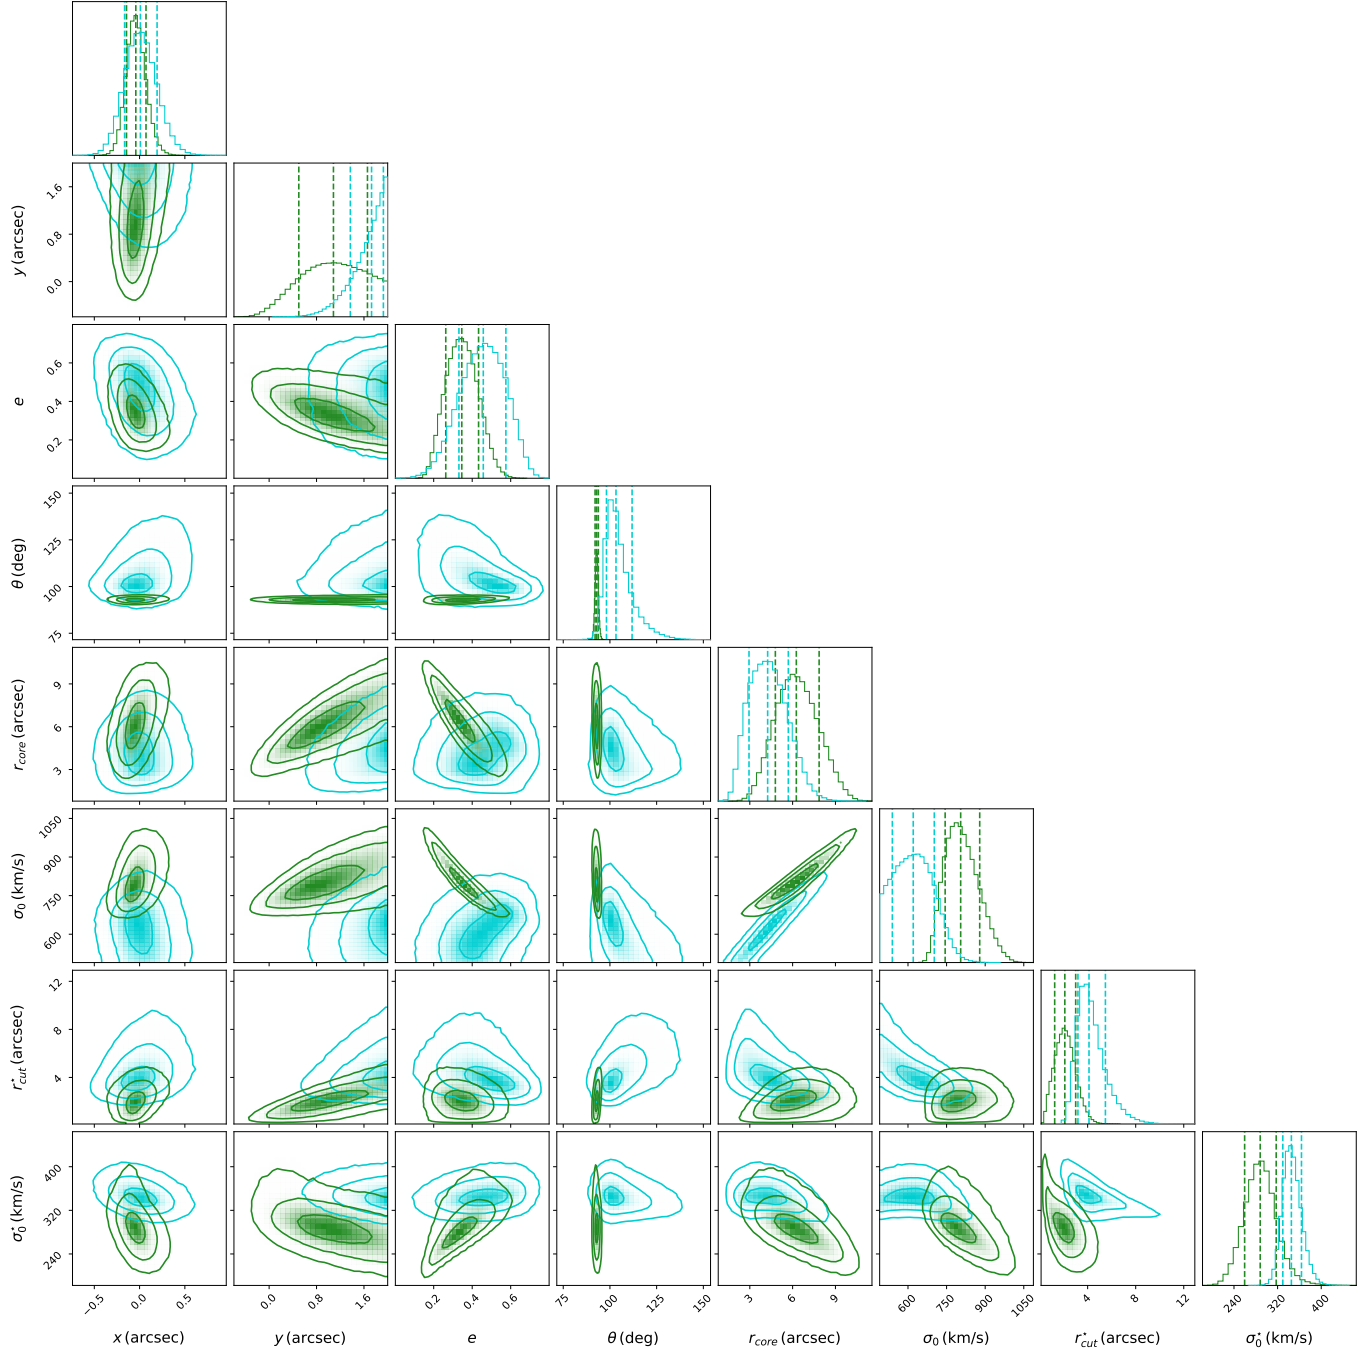 1.6
0.8
0.0
y (arcsec)
0.6
0.4
0.2
e
150
125
100
75
θ (deg)
9
6
3
r_core (arcsec)
1050
900
750
600
σ₀ (km/s)
12
8
4
r*_cut (arcsec)
400
320
240
σ*₀ (km/s)
−0.5 0.0 0.5 0.0 0.8 1.6 0.2 0.4 0.6 75 100 125 150 3 6 9 600 750 900 1050 4 8 12 240 320 400
x (arcsec) y (arcsec) e θ (deg) r_core (arcsec) σ₀ (km/s) r*_cut (arcsec) σ*₀ (km/s)